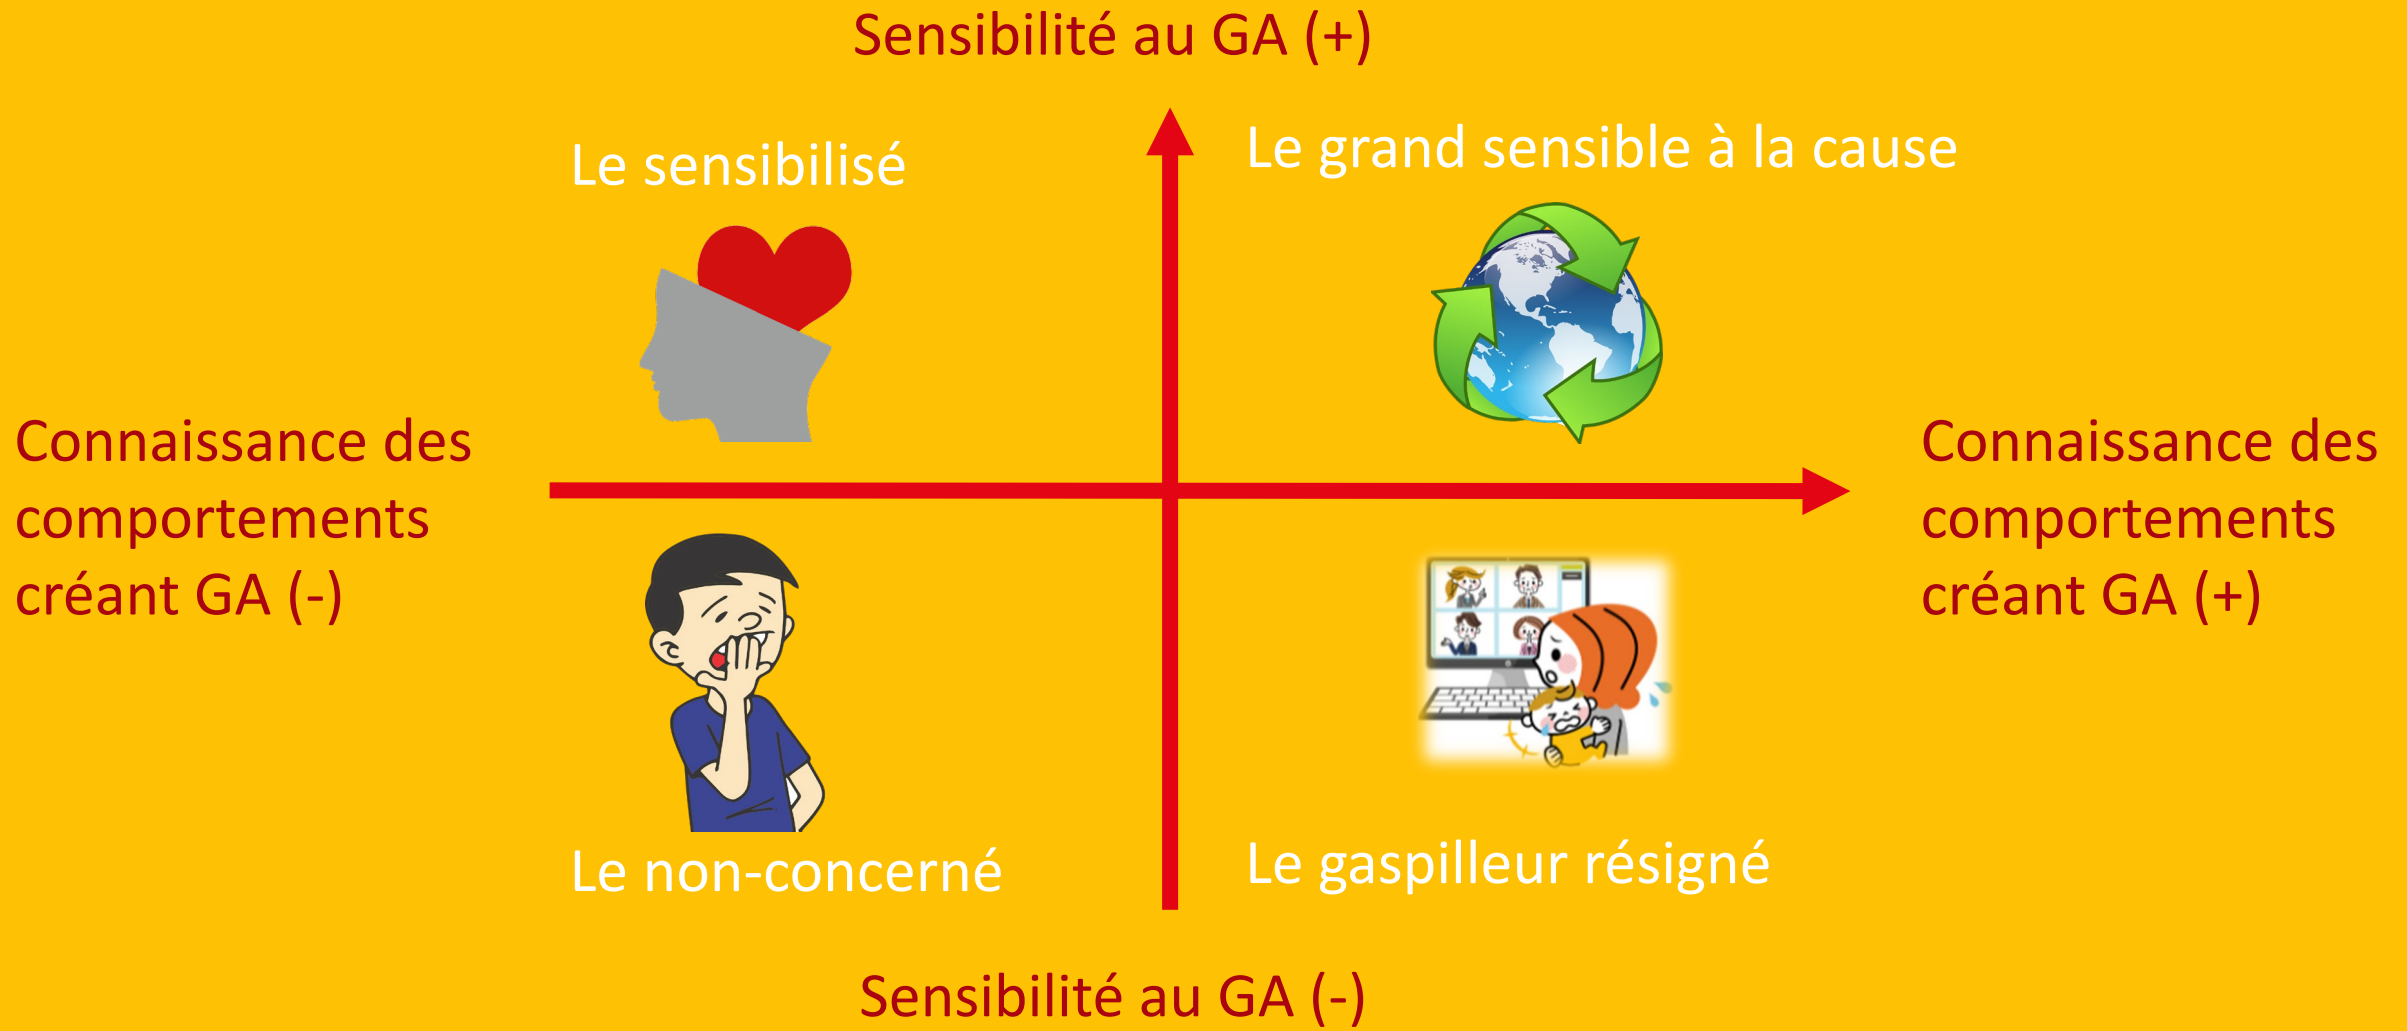 Sensibilité au GA (+)
Le sensibilisé
Le grand sensible à la cause
Connaissance des
comportements
créant GA (-)
Connaissance des
comportements
créant GA (+)
Le non-concerné
Le gaspilleur résigné
Sensibilité au GA (-)